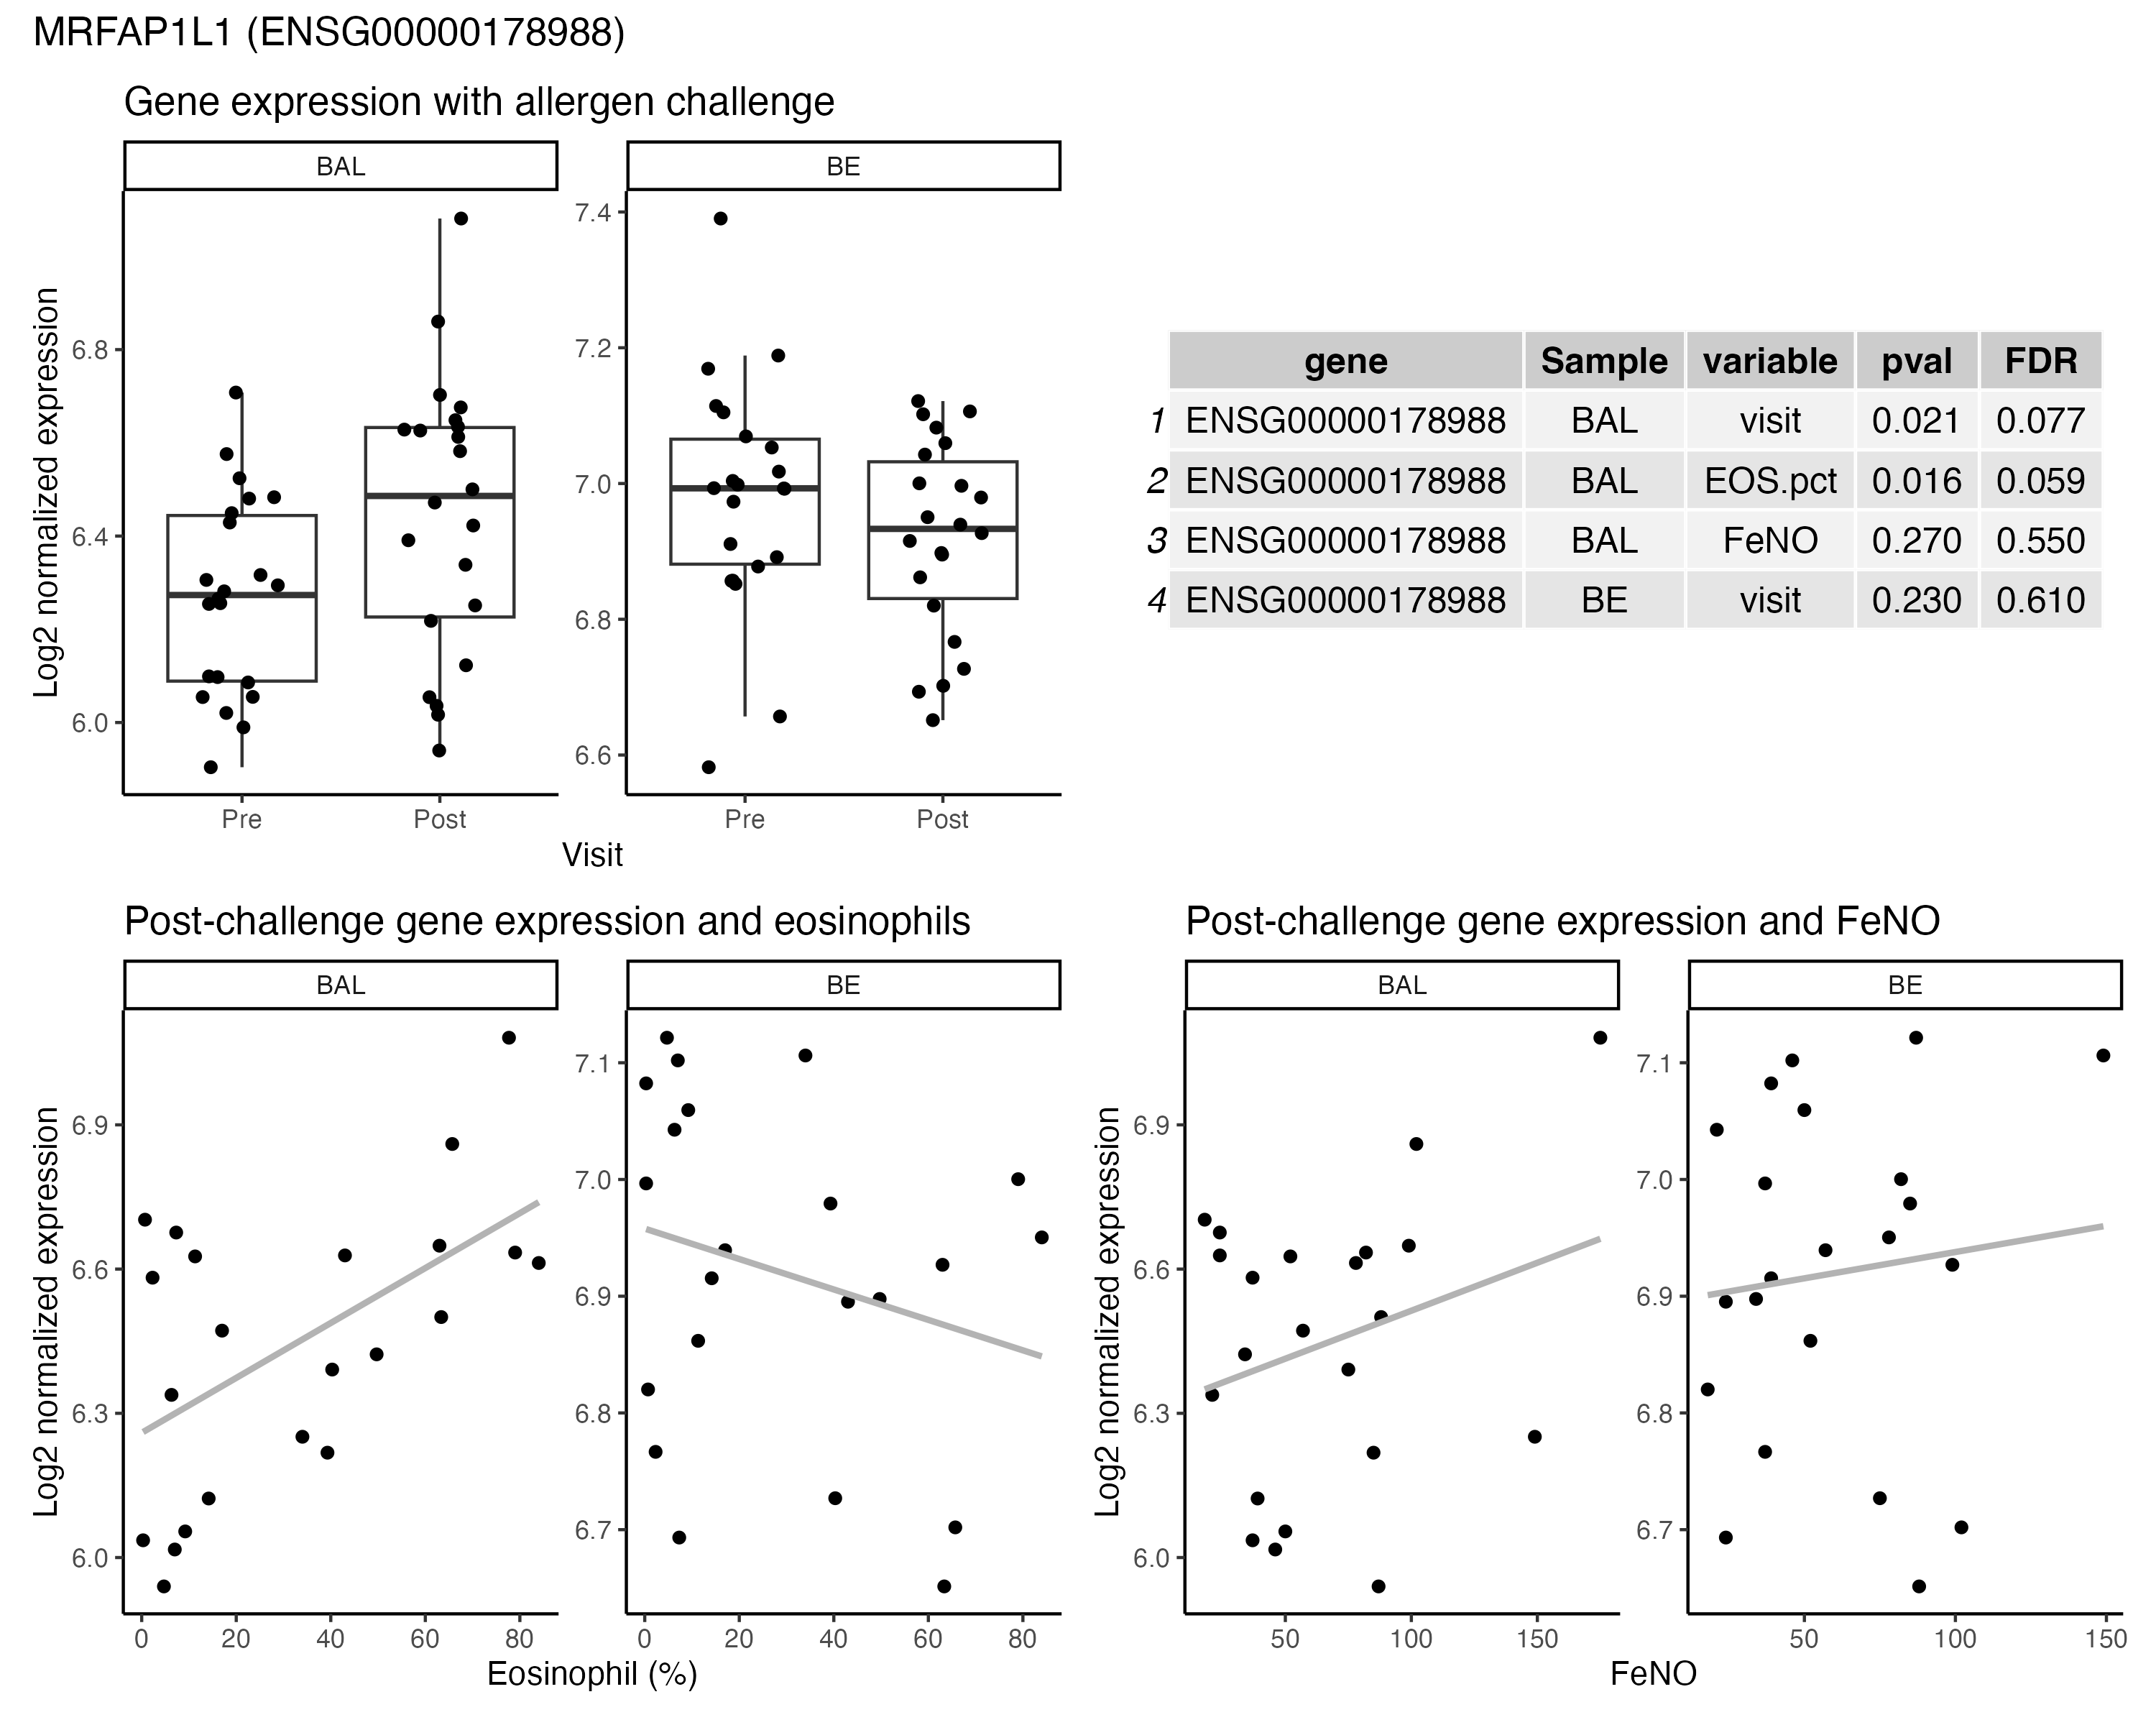 MRFAP1L1 (ENSG00000178988)
Gene expression with allergen challenge
BAL
BE
Log2 normalized expression
6.8
6.4
6.0
7.4
7.2
7.0
6.8
6.6
Pre
Post
Pre
Post
Visit
gene Sample variable pval FDR
1 ENSG00000178988 BAL visit 0.021 0.077
2 ENSG00000178988 BAL EOS.pct 0.016 0.059
3 ENSG00000178988 BAL FeNO 0.270 0.550
4 ENSG00000178988 BE visit 0.230 0.610
Post-challenge gene expression and eosinophils
BAL
BE
Log2 normalized expression
6.9
6.6
6.3
6.0
7.1
7.0
6.9
6.8
6.7
0 20 40 60 80
0 20 40 60 80
Eosinophil (%)
Post-challenge gene expression and FeNO
BAL
BE
Log2 normalized expression
6.9
6.6
6.3
6.0
7.1
7.0
6.9
6.8
6.7
50 100 150
50 100 150
FeNO